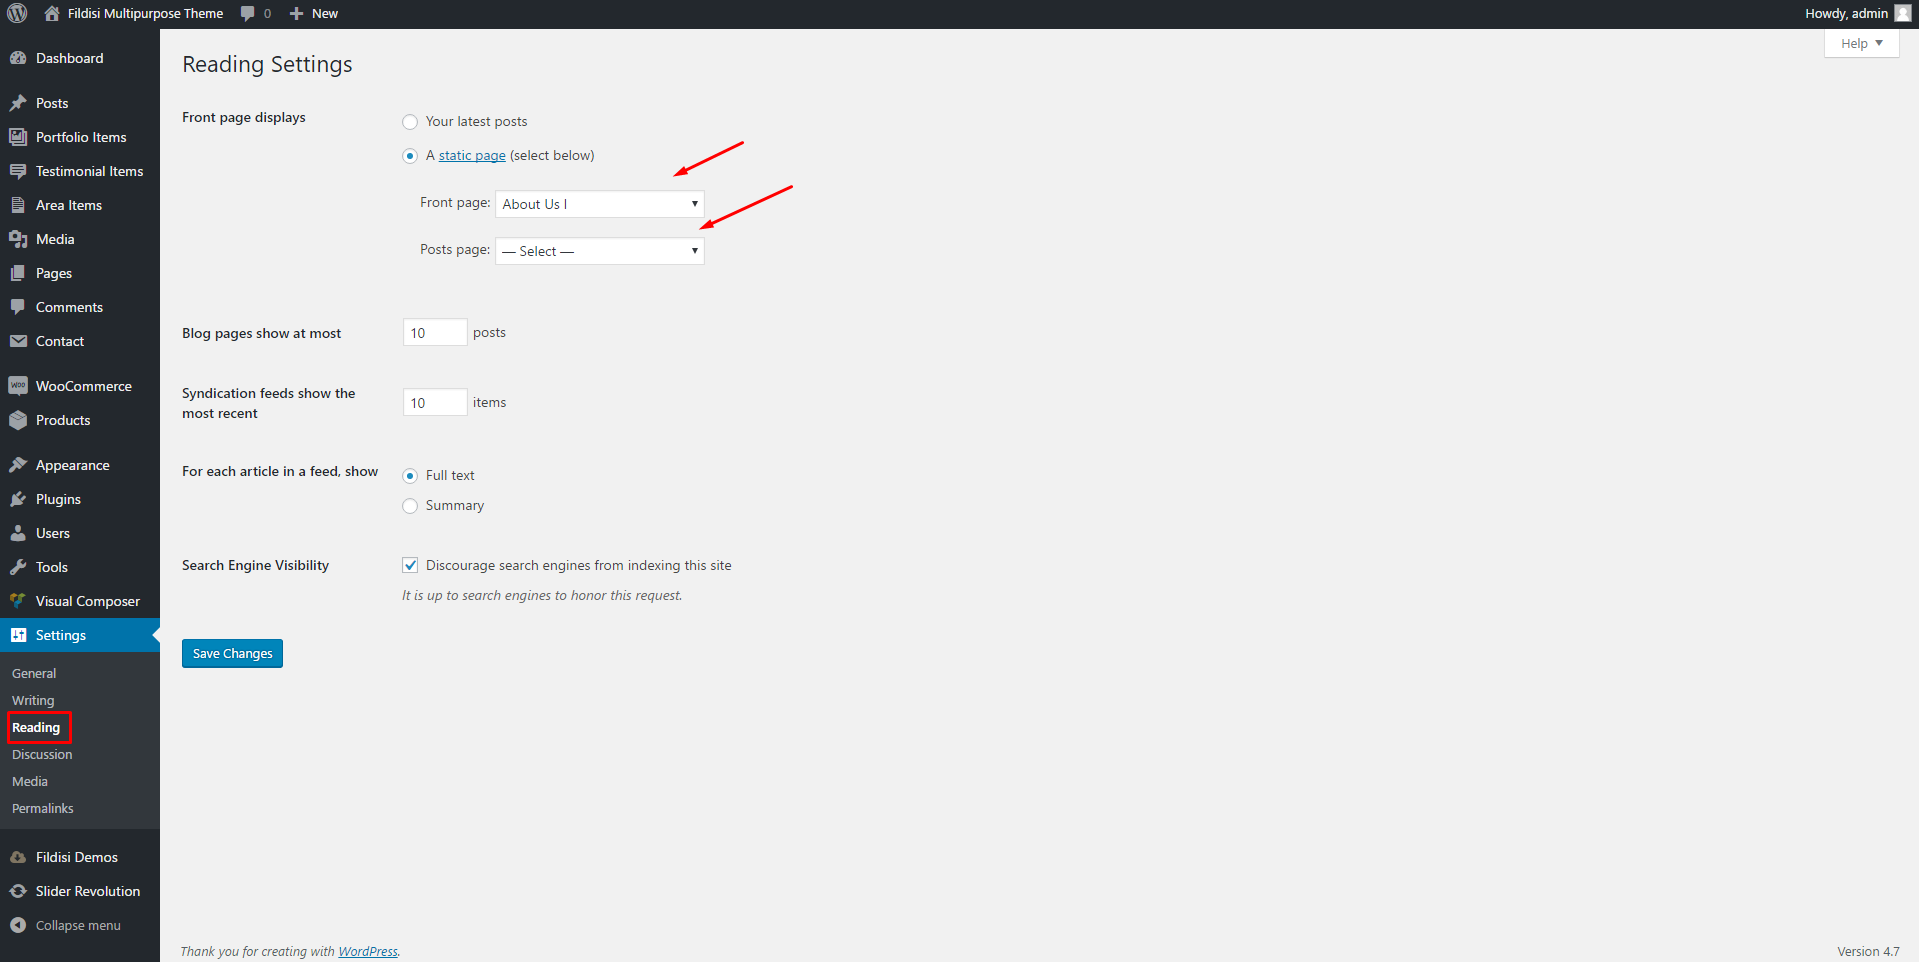 Fildisi Multipurpose Theme 0 New Howdy, admin
Help
Dashboard
Posts
Portfolio Items
Testimonial Items
Area Items
Media
Pages
Comments
Contact
WOO WooCommerce
Products
Appearance
Plugins
Users
Tools
Visual Composer
Settings
General
Writing
Reading
Discussion
Media
Permalinks
Fildisi Demos
Slider Revolution
Collapse menu
Reading Settings
Front page displays
Your latest posts
A static page (select below)
Front page: About Us I
Posts page: — Select —
Blog pages show at most 10 posts
Syndication feeds show the
most recent
10 items
For each article in a feed, show
Full text
Summary
Search Engine Visibility
Discourage search engines from indexing this site
It is up to search engines to honor this request.
Save Changes
Thank you for creating with WordPress.
Version 4.7